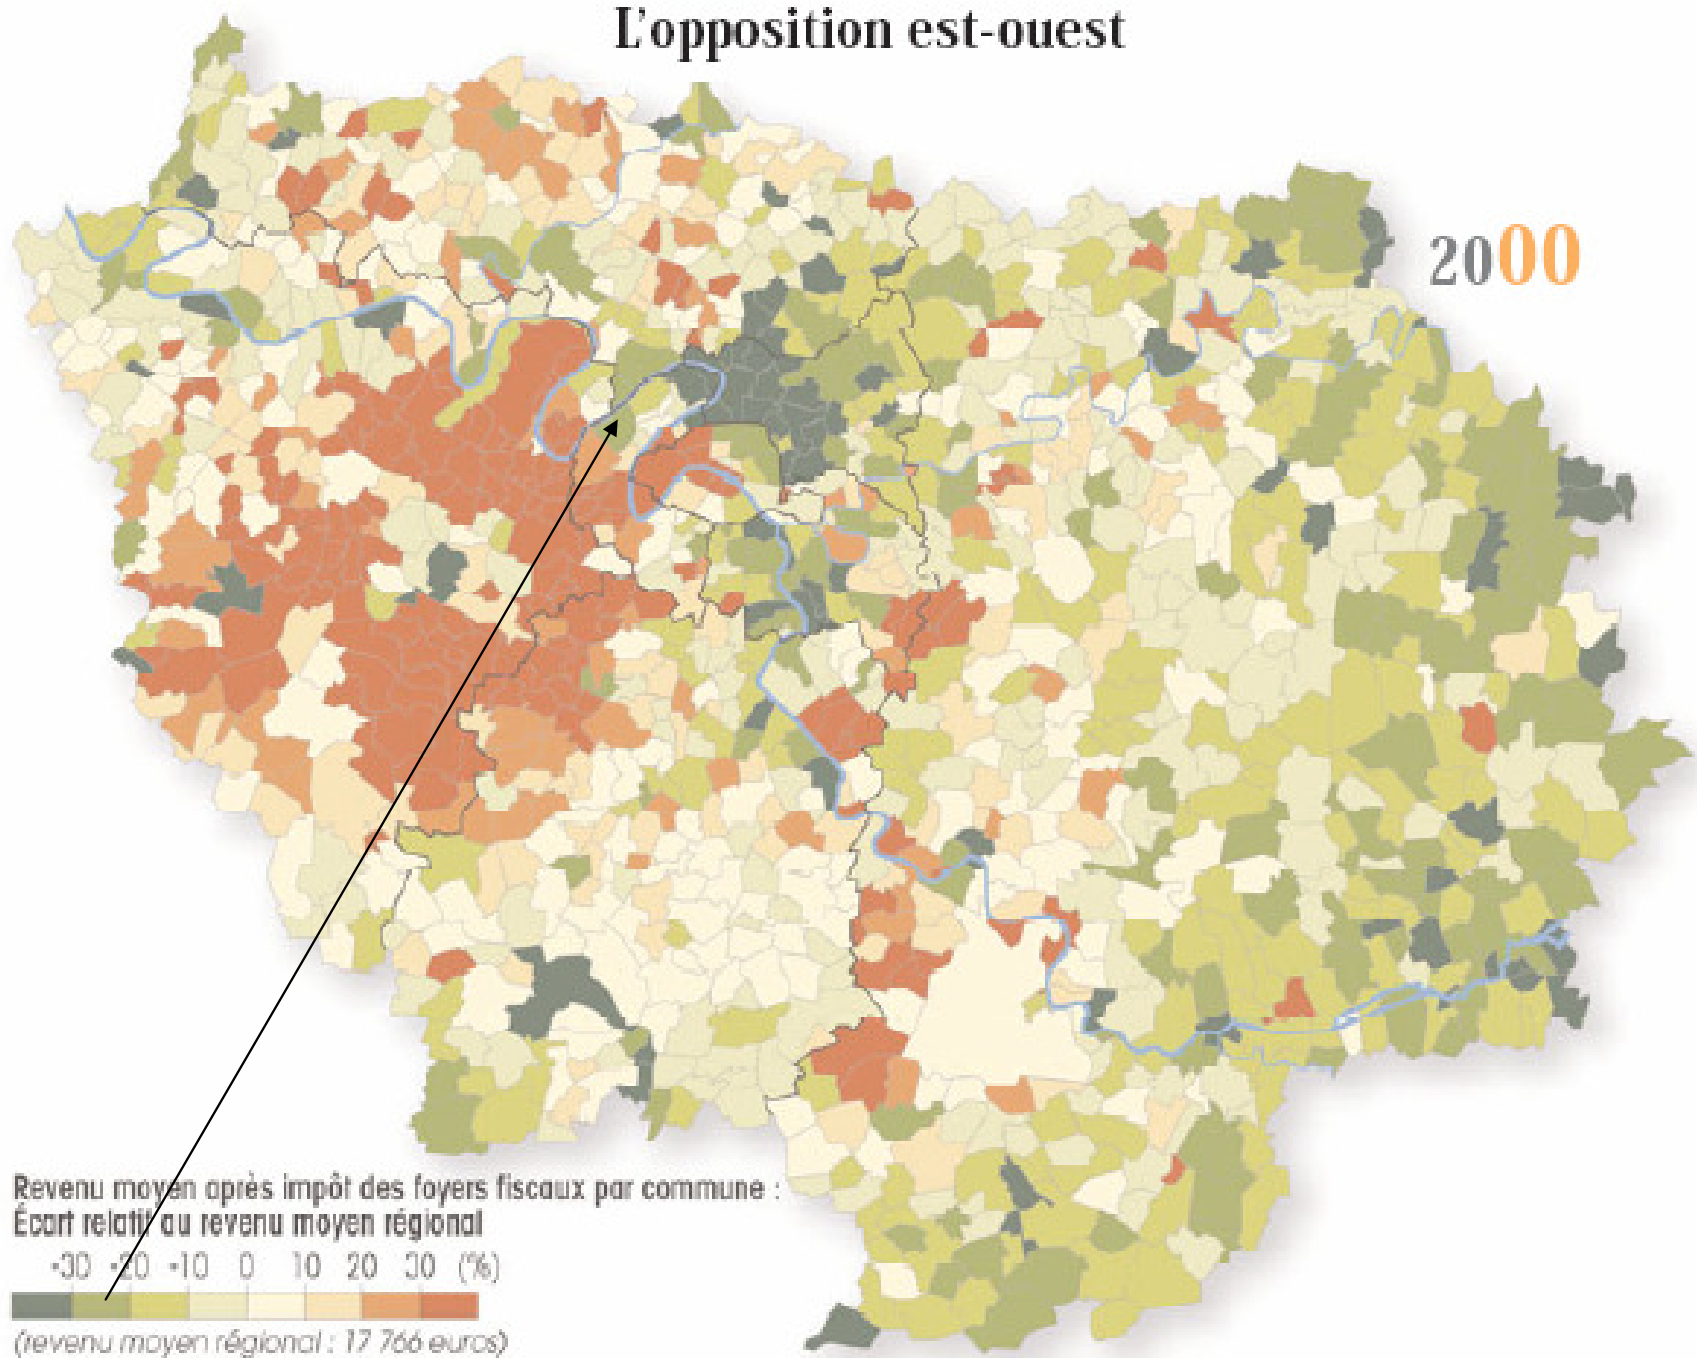 L'opposition est-ouest
2000
Revenu moyen après impôt des foyers fiscaux par commune :
Écart relatif au revenu moyen régional
-30 -20 -10 0 10 20 30 (%)
(revenu moyen régional : 17 766 euros)